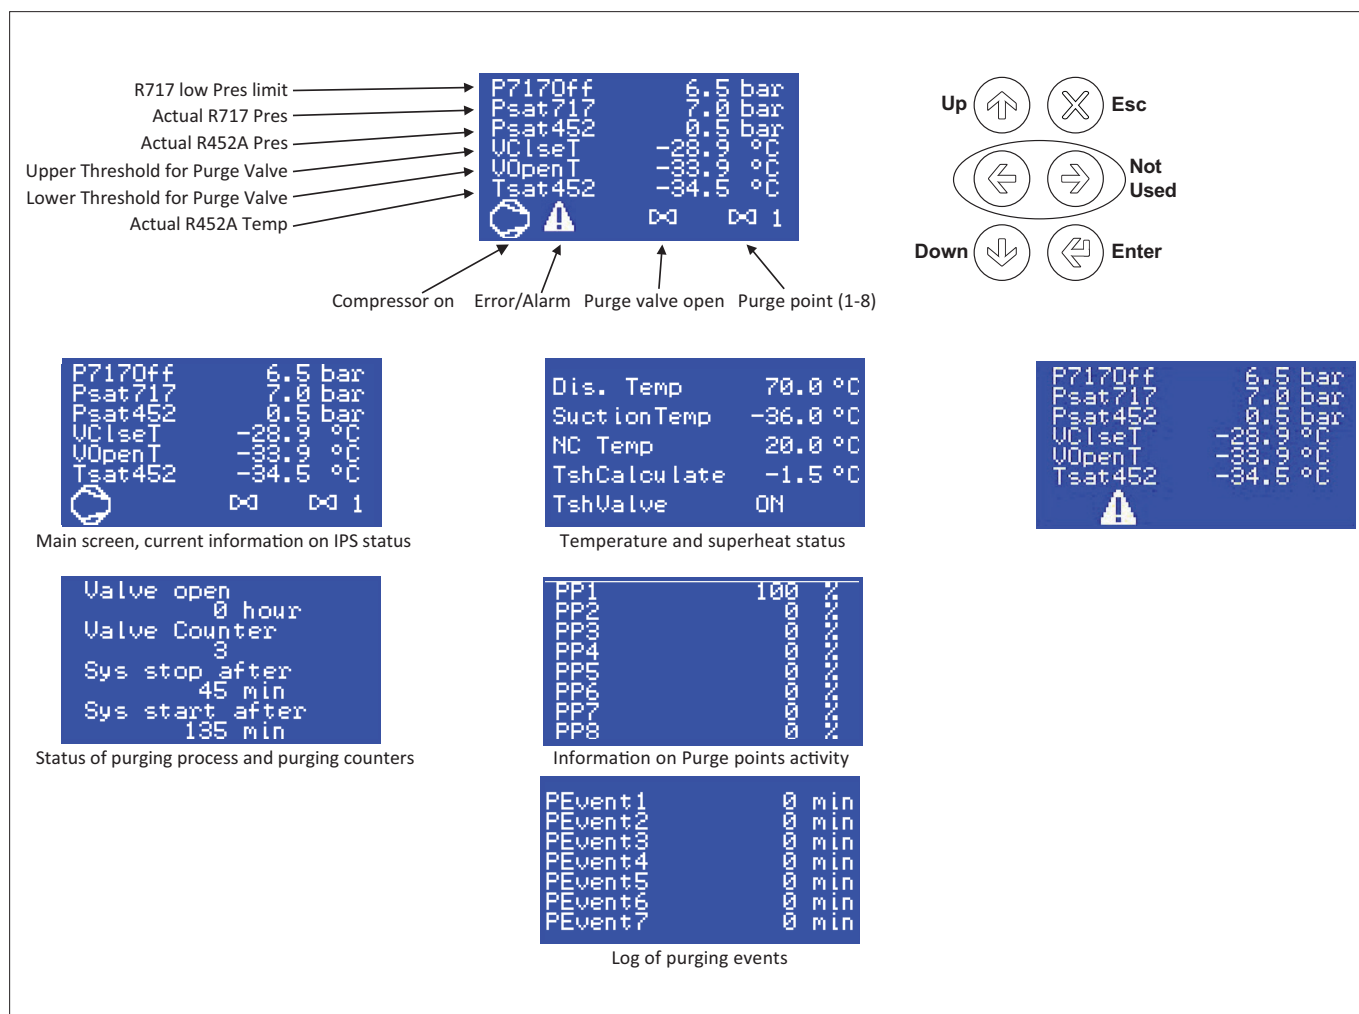 R717 low Pres limit
Actual R717 Pres
Actual R452A Pres
Upper Threshold for Purge Valve
Lower Threshold for Purge Valve
Actual R452A Temp
P717Off 6.5 bar
Psat717 7.0 bar
Psat452 0.5 bar
VClseT -28.9 °C
VOpenT -33.9 °C
Tsat452 -34.5 °C
1
Compressor on Error/Alarm Purge valve open Purge point (1-8)
Up Esc
Not
Used
Down Enter
P717Off 6.5 bar
Psat717 7.0 bar
Psat452 0.5 bar
VClseT -28.9 °C
VOpenT -33.9 °C
Tsat452 -34.5 °C
1
Main screen, current information on IPS status
Dis. Temp 70.0 °C
SuctionTemp -36.0 °C
NC Temp 20.0 °C
TshCalculate -1.5 °C
TshValve ON
Temperature and superheat status
P717Off 6.5 bar
Psat717 7.0 bar
Psat452 0.5 bar
VClseT -28.9 °C
VOpenT -33.9 °C
Tsat452 -34.5 °C
Valve open
0 hour
Valve Counter
3
Sys stop after
45 min
Sys start after
135 min
Status of purging process and purging counters
PP1 100 %
PP2 0 %
PP3 0 %
PP4 0 %
PP5 0 %
PP6 0 %
PP7 0 %
PP8 0 %
Information on Purge points activity
PEvent1 0 min
PEvent2 0 min
PEvent3 0 min
PEvent4 0 min
PEvent5 0 min
PEvent6 0 min
PEvent7 0 min
Log of purging events